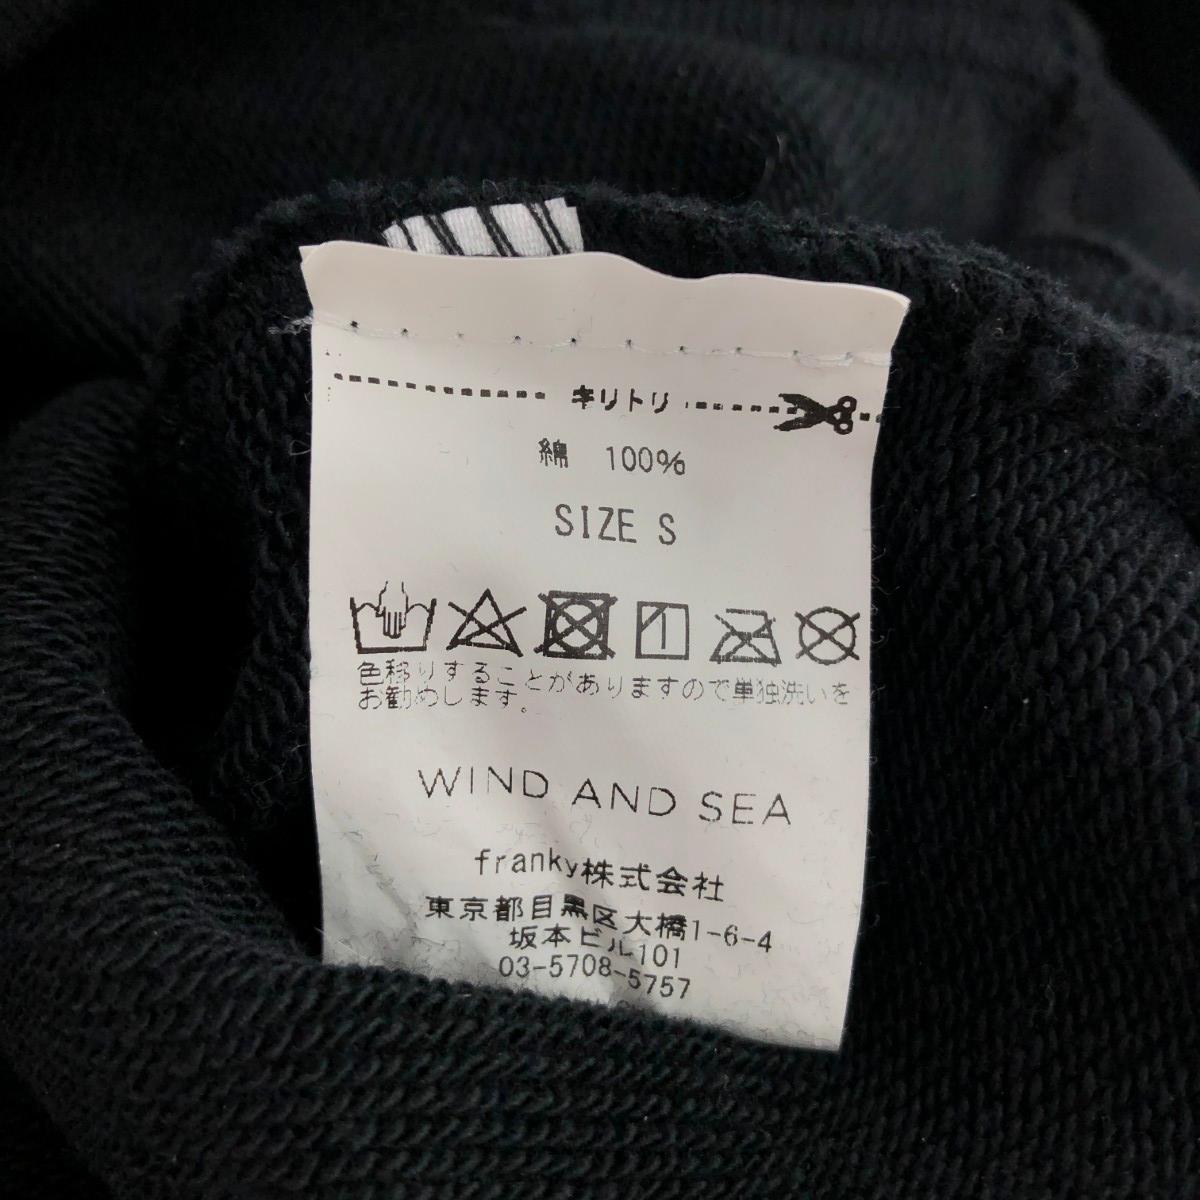 キリトリ
綿 100%
SIZE S
色移りすることがありますので単独洗いを
お勧めします。
WIND AND SEA
franky株式会社
東京都目黒区大橋1-6-4
坂本ビル101
03-5708-5757